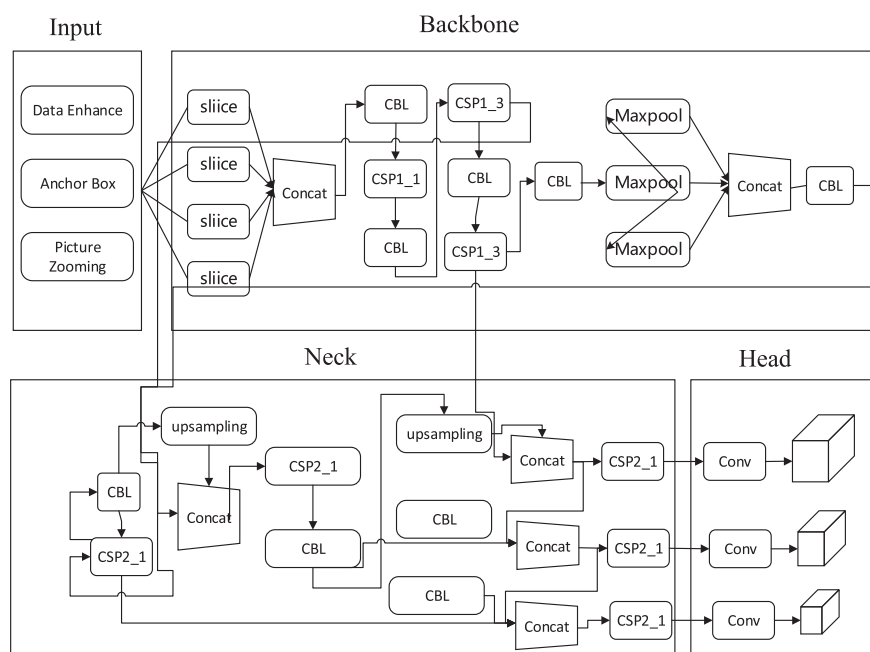 Input
Backbone
Data Enhance
Anchor Box
Picture
Zooming
sliice
sliice
sliice
sliice
Concat
CBL
CSP1_1
CBL
CSP1_3
CBL
CSP1_3
CBL
Maxpool
Maxpool
Maxpool
Concat
CBL
Neck
Head
upsampling
CBL
CSP2_1
Concat
CSP2_1
CBL
upsampling
CBL
CBL
Concat
CSP2_1
Conv
Concat
CSP2_1
Conv
Concat
CSP2_1
Conv